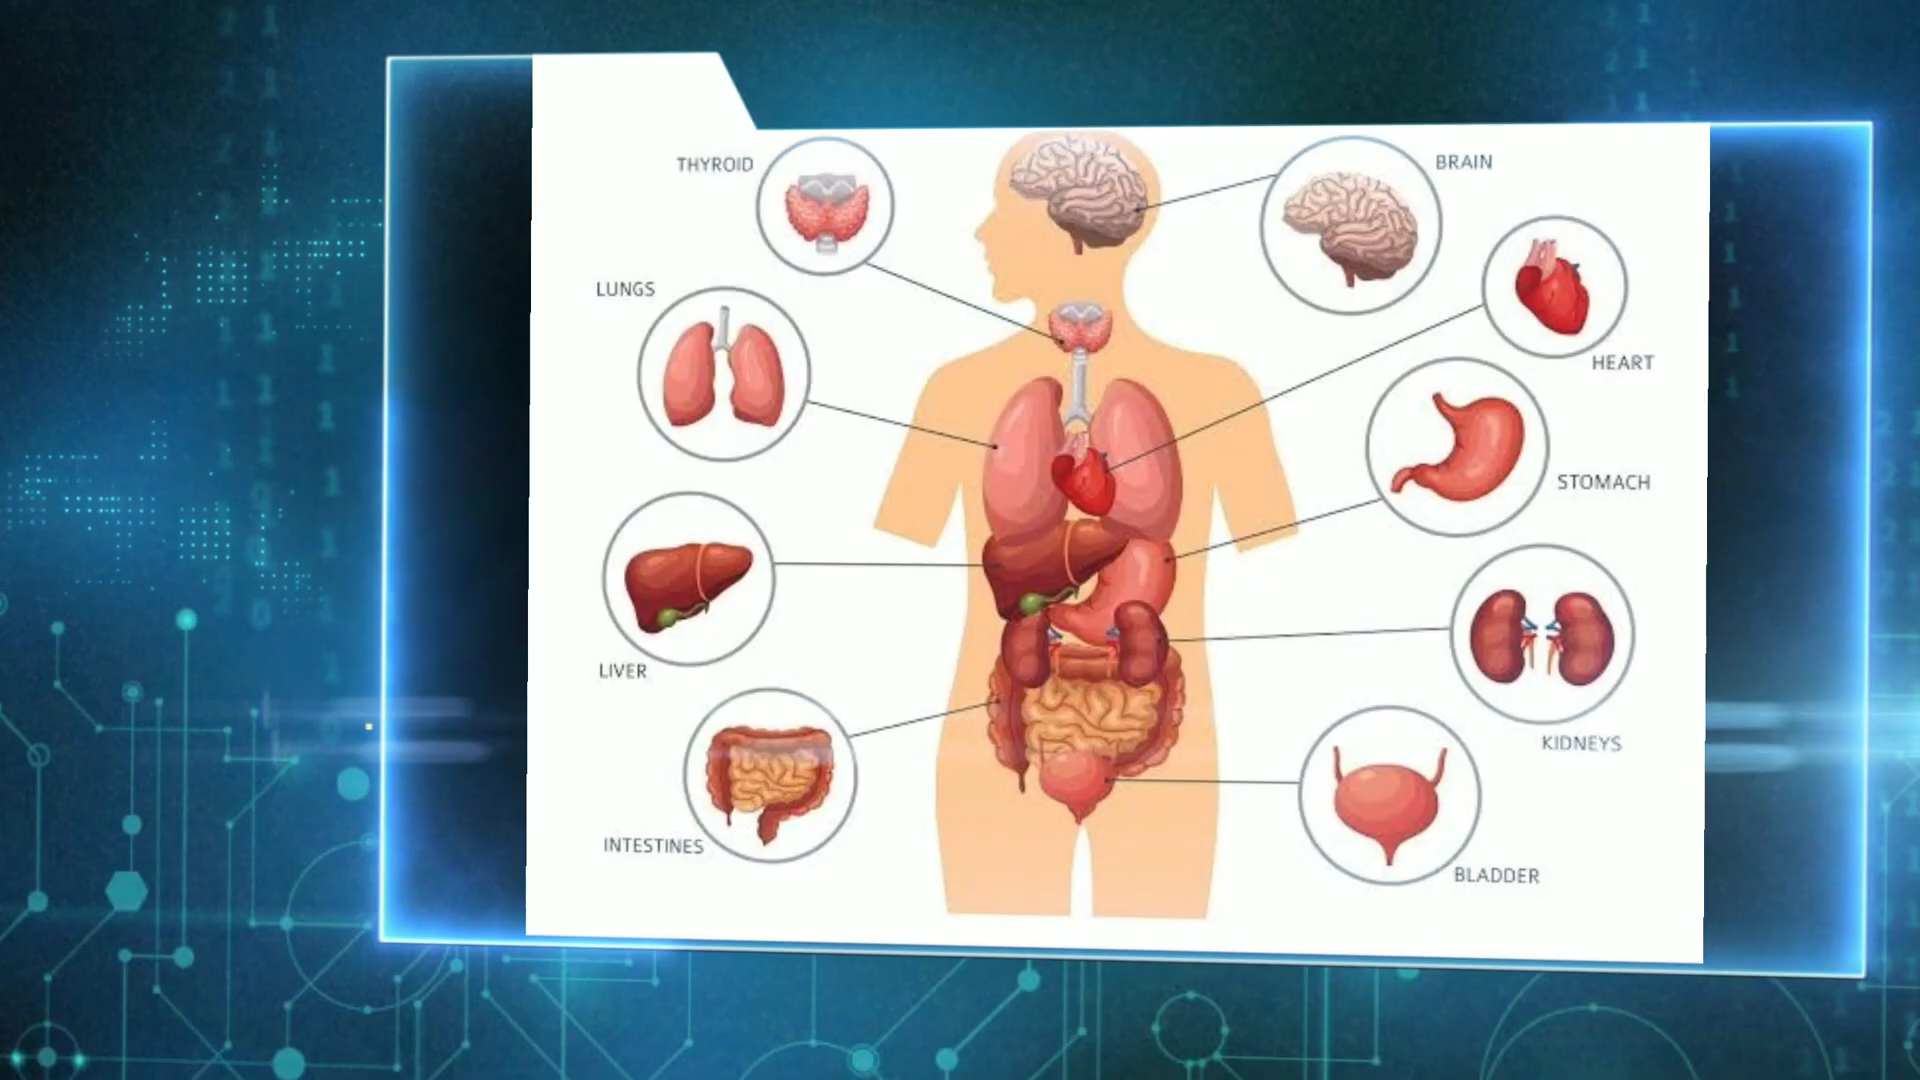 THYROID
BRAIN
LUNGS
HEART
STOMACH
LIVER
KIDNEYS
INTESTINES
BLADDER